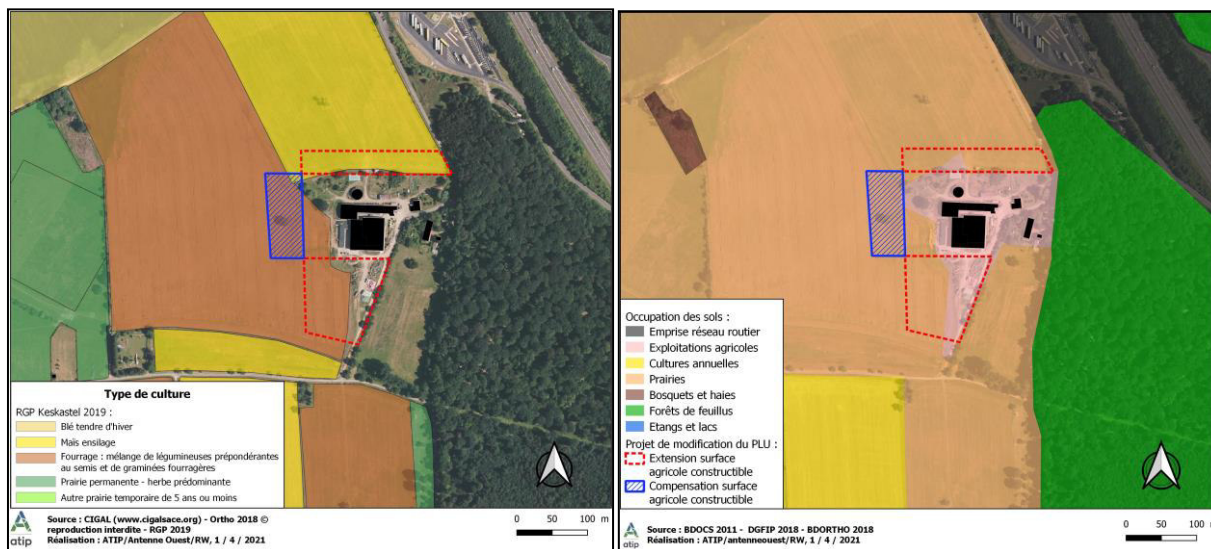 Type de culture
RGP Keskastel 2019 :
Blé tendre d'hiver
Maïs ensilage
Fourrage : mélange de légumineuses prépondérantes
au semis et de graminées fourragères
Prairie permanente - herbe prédominante
Autre prairie temporaire de 5 ans ou moins
atip
Source : CIGAL (www.cigalsace.org) - Ortho 2018 ©
reproduction interdite - RGP 2019
Réalisation : ATIP/Antenne Ouest/RW, 1 / 4 / 2021
0 50 100 m
Occupation des sols :
Emprise réseau routier
Exploitations agricoles
Cultures annuelles
Prairies
Bosquets et haies
Forêts de feuillus
Etangs et lacs
Projet de modification du PLU :
Extension surface
agricole constructible
Compensation surface
agricole constructible
atip
Source : BDOCS 2011 - DGFIP 2018 - BDORTHO 2018
Réalisation : ATIP/antenneouest/RW, 1 / 4 / 2021
0 50 100 m